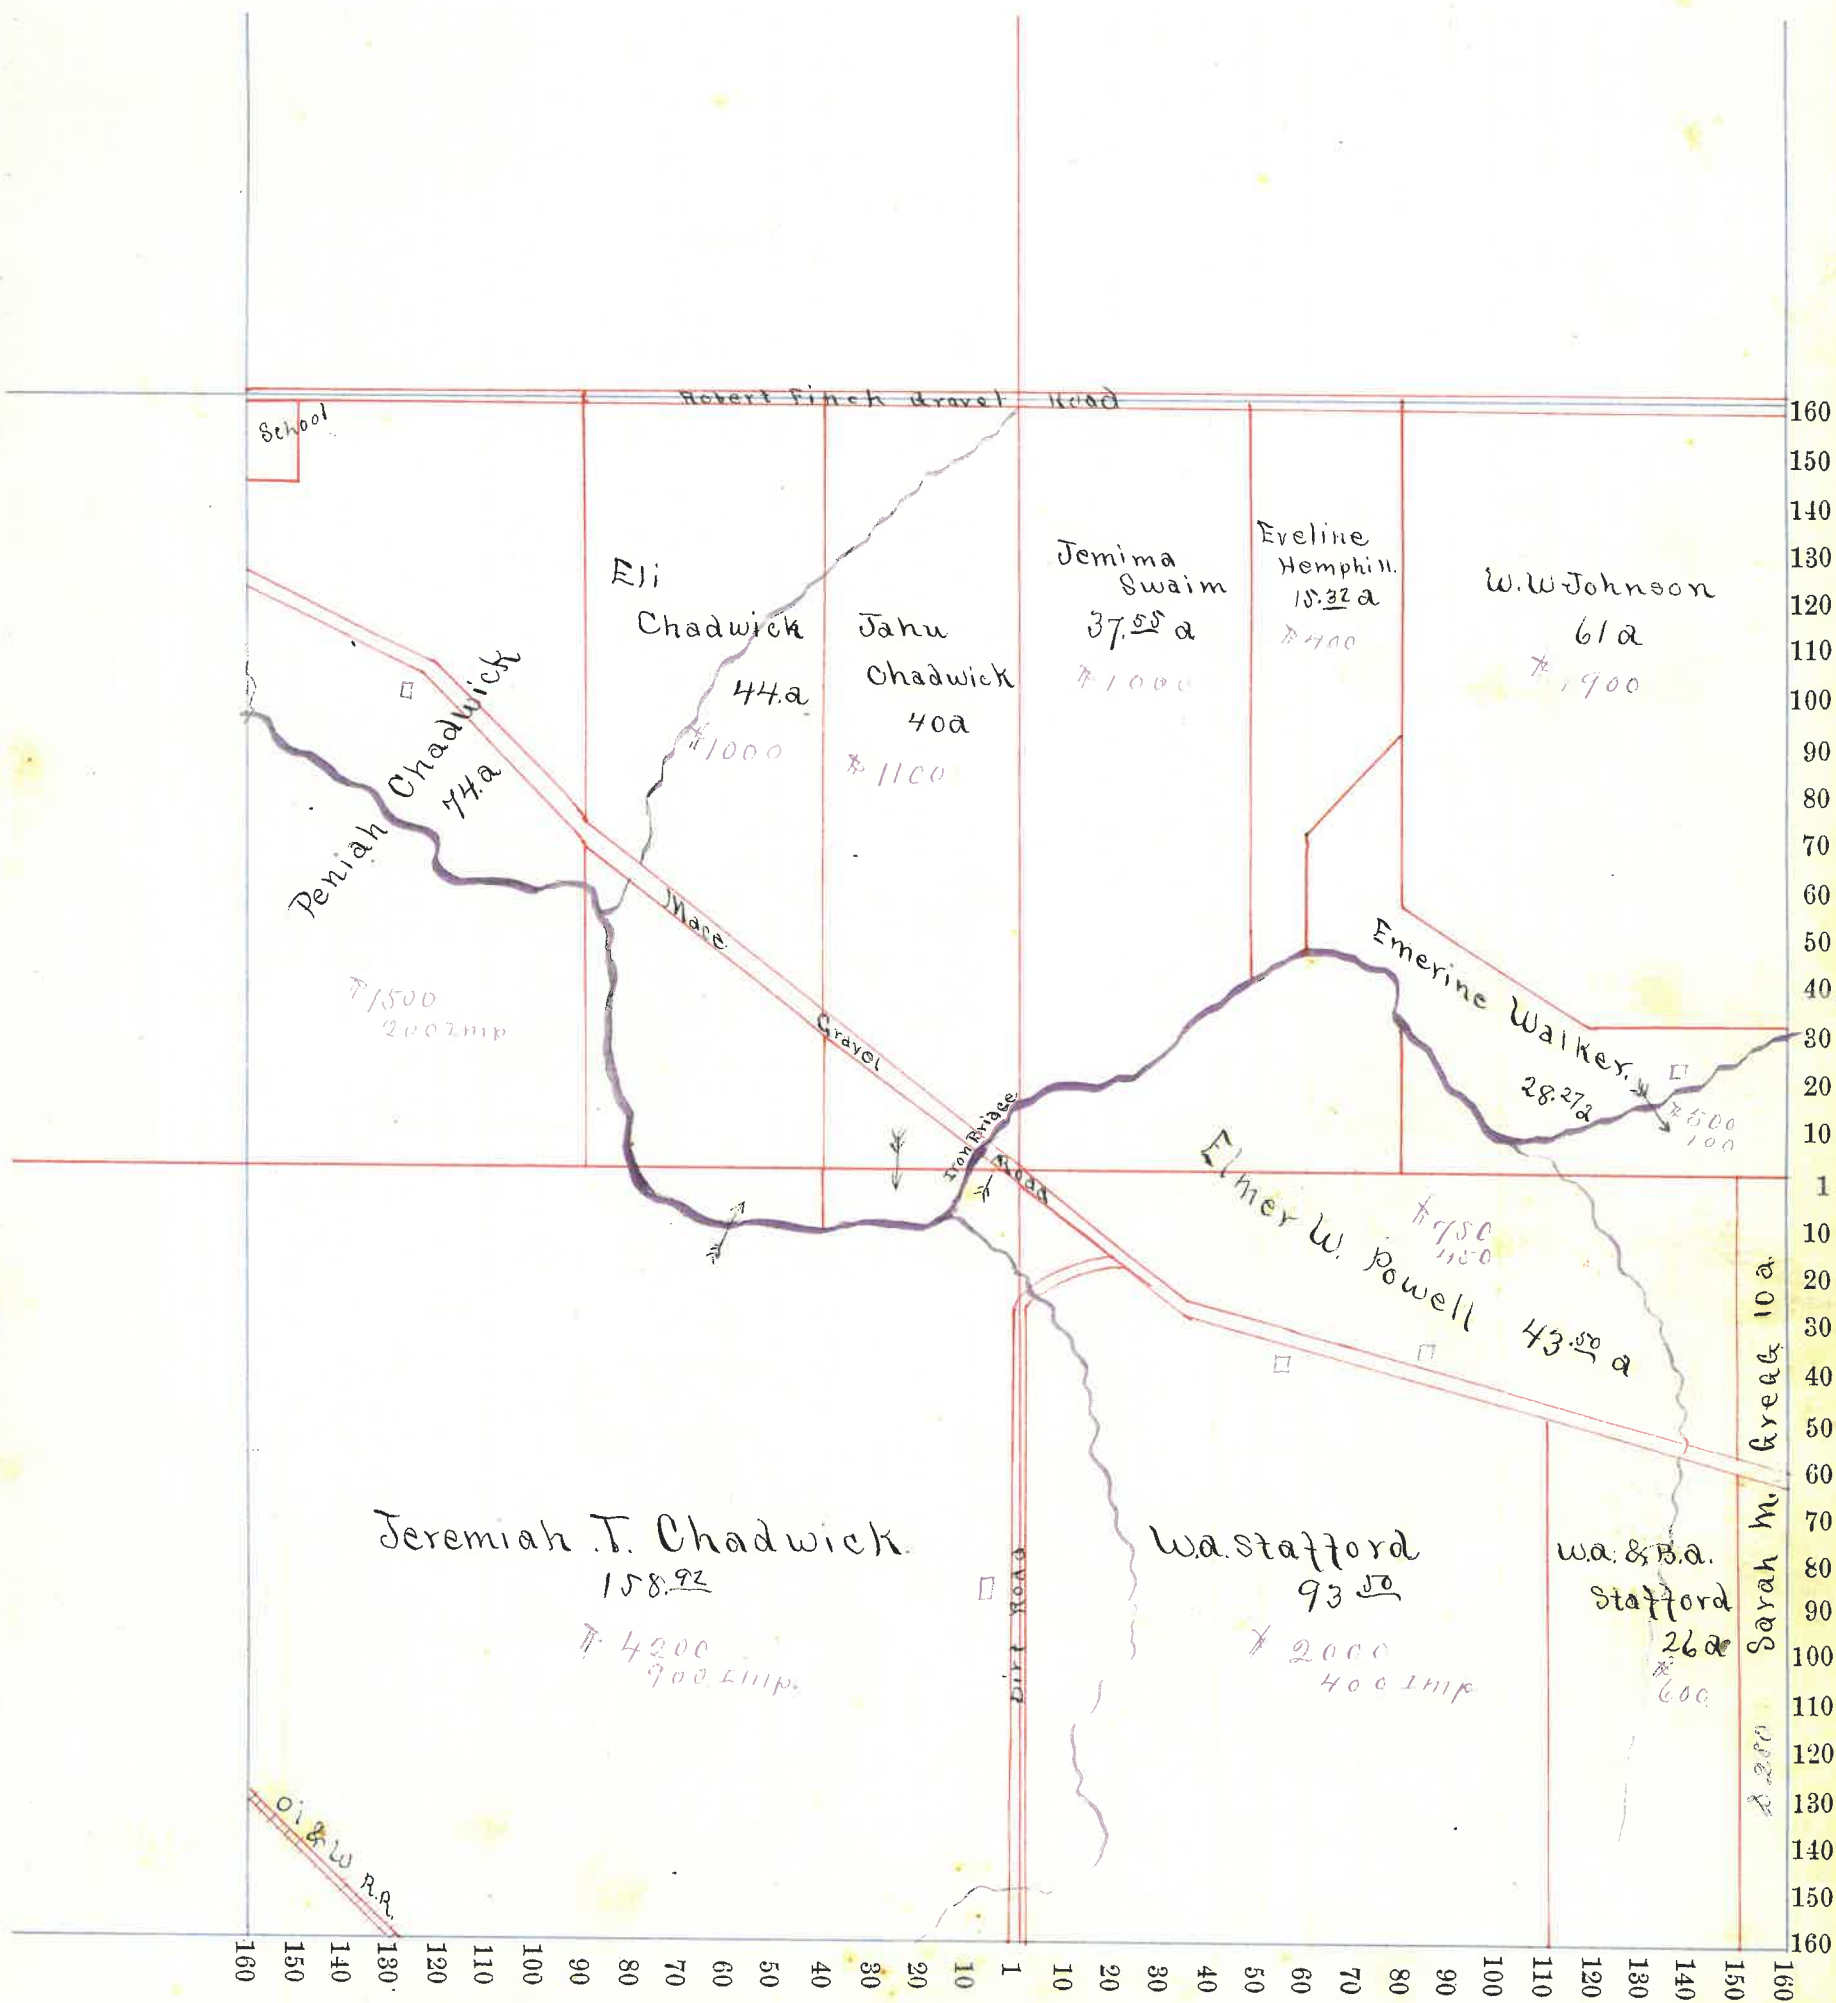 Robert Finch Gravel Road
School
Eli
Chadwick
44.a
$1000
Jahu
Chadwick
40a
$1100
Jemima
Swaim
37.55 a
$1000
Eveline
Hemphill.
15.32 a
$400
W.W Johnson
61a
$1900
Peniah Chadwick
74.a
$1500
200 Imp
Mace Gravel Road
Iron Bridge
Emerine Walker.
28.27a
$500
100
Elmer W. Powell 43.50 a
$750
Sarah M. Gregg 10a
$ 250
Jeremiah .T. Chadwick.
158.92
$ 4200
900 Imp.
Dirt Road
W.a. Stafford
93 50
$ 2000
400 Imp
W.a. & B.a.
Stafford
26a
$
600
O i & W R.R.
160
150
140
130
120
110
100
90
80
70
60
50
40
30
20
10
1
10
20
30
40
50
60
70
80
90
100
110
120
130
140
150
160
160 150 140 130 120 110 100 90 80 70 60 50 40 30 20 10 1 10 20 30 40 50 60 70 80 90 100 110 120 130 140 150 160